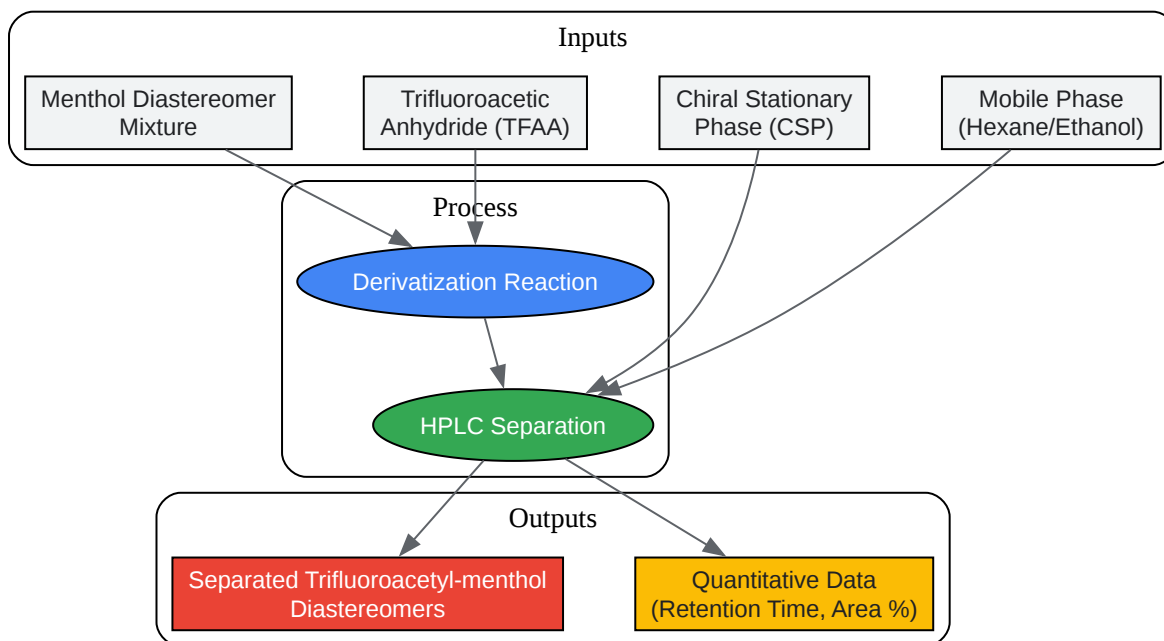 Inputs
Menthol Diastereomer
Mixture
Trifluoroacetic
Anhydride (TFAA)
Chiral Stationary
Phase (CSP)
Mobile Phase
(Hexane/Ethanol)
Process
Derivatization Reaction
HPLC Separation
Outputs
Separated Trifluoroacetyl-menthol
Diastereomers
Quantitative Data
(Retention Time, Area %)